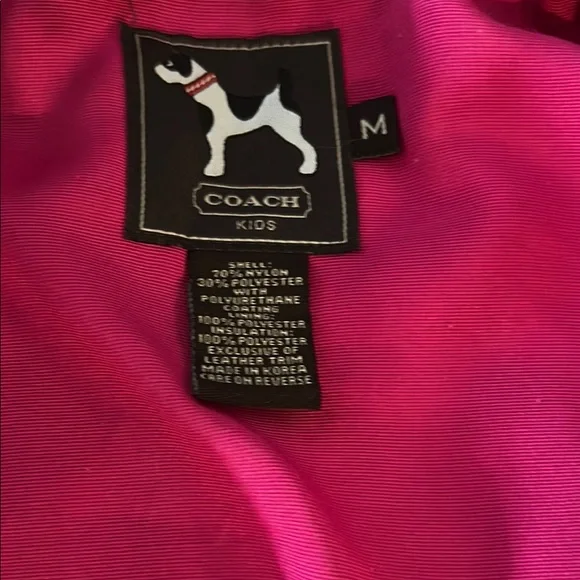 COACH
KIDS
M
SHELL:
70% NYLON
30% POLYESTER
WITH
POLYURETHANE
COATING
LINING:
100% POLYESTER
INSULATION:
100% POLYESTER
EXCLUSIVE OF
LEATHER TRIM
MADE IN KOREA
CARE ON REVERSE